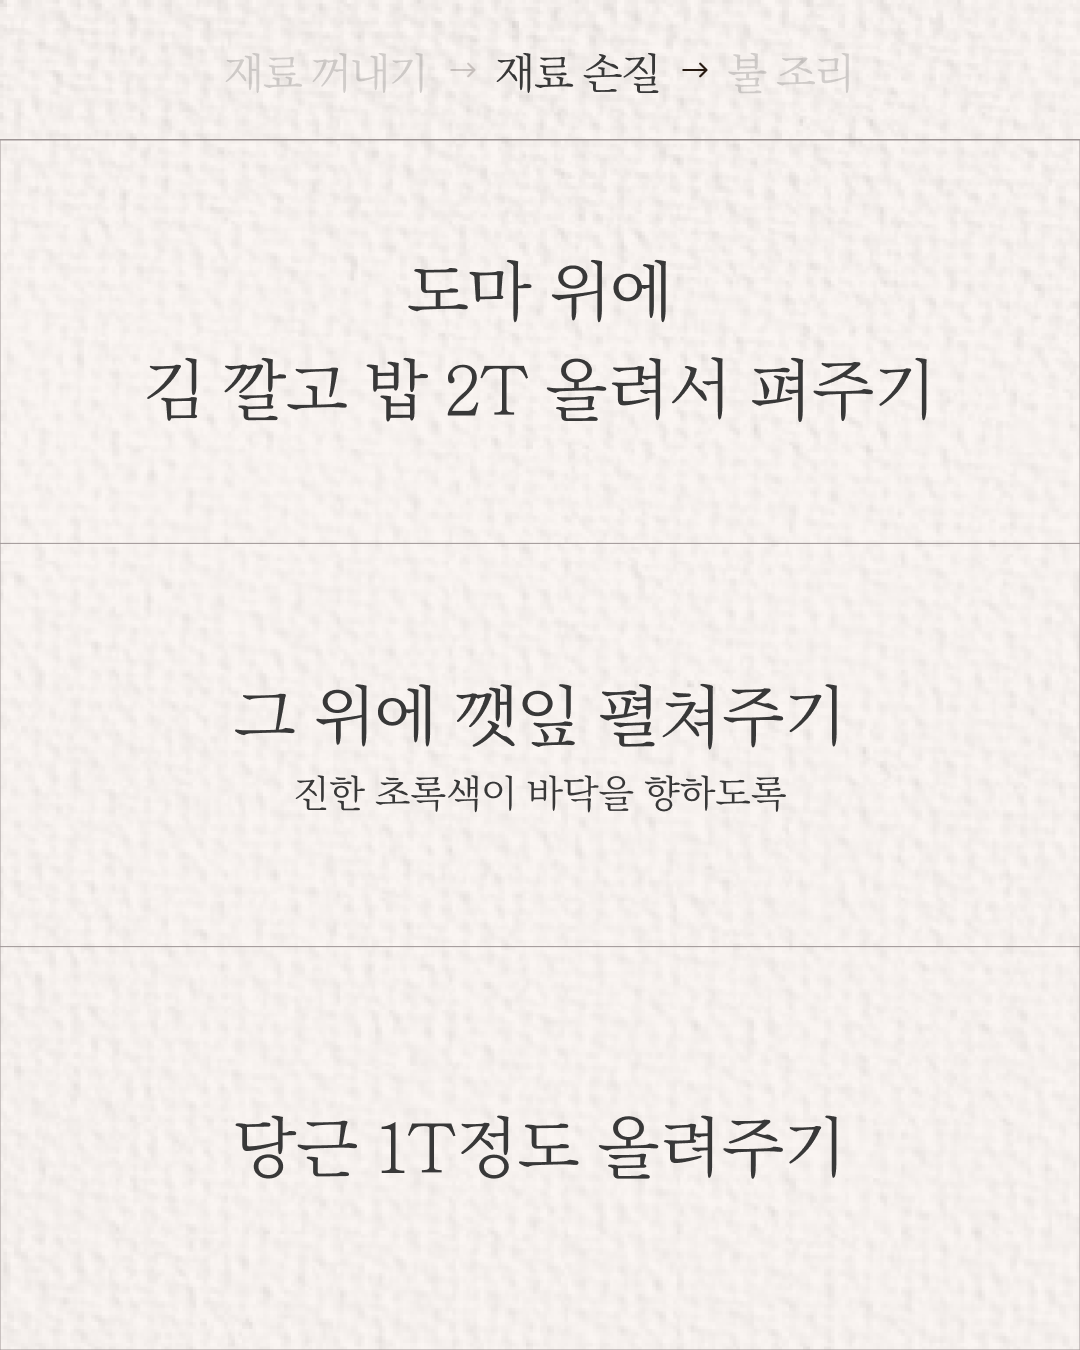 재료 꺼내기 → 재료 손질 → 불 조리
도마 위에
김 깔고 밥 2T 올려서 펴주기
그 위에 깻잎 펼쳐주기
진한 초록색이 바닥을 향하도록
당근 1T정도 올려주기